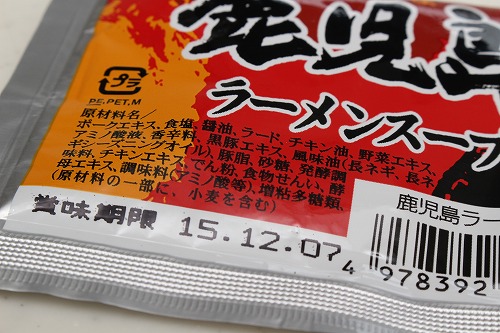 鹿児島
ラーメンスープ
プラ
PE,PET,M
原材料名/
ポークエキス、食塩、醤油、ラード、チキン油、野菜エキス、
アミノ酸液、香辛料、黒豚エキス、風味油(長ネギ、長ネ
ギシーズニングオイル)、豚脂、砂糖、発酵調
味料、チキンエキス、でん粉、食物せんい、酵
母エキス、調味料(アミノ酸等)、増粘多糖類、
(原材料の一部に、小麦を含む)
賞味期限 15.12.07
鹿児島ラー
4 978392